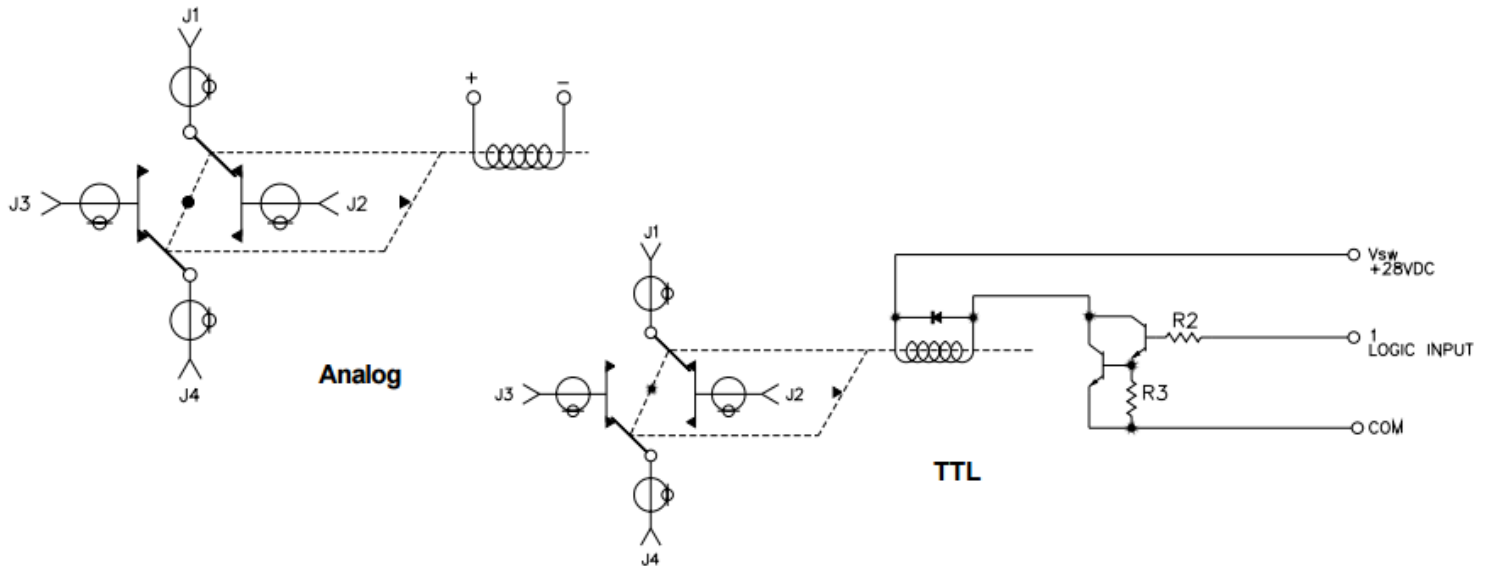 J1
+ −
J3
J2
J4
Analog
J1
Vsw
+28VDC
R2
1
LOGIC INPUT
J3
J2
R3
COM
J4
TTL